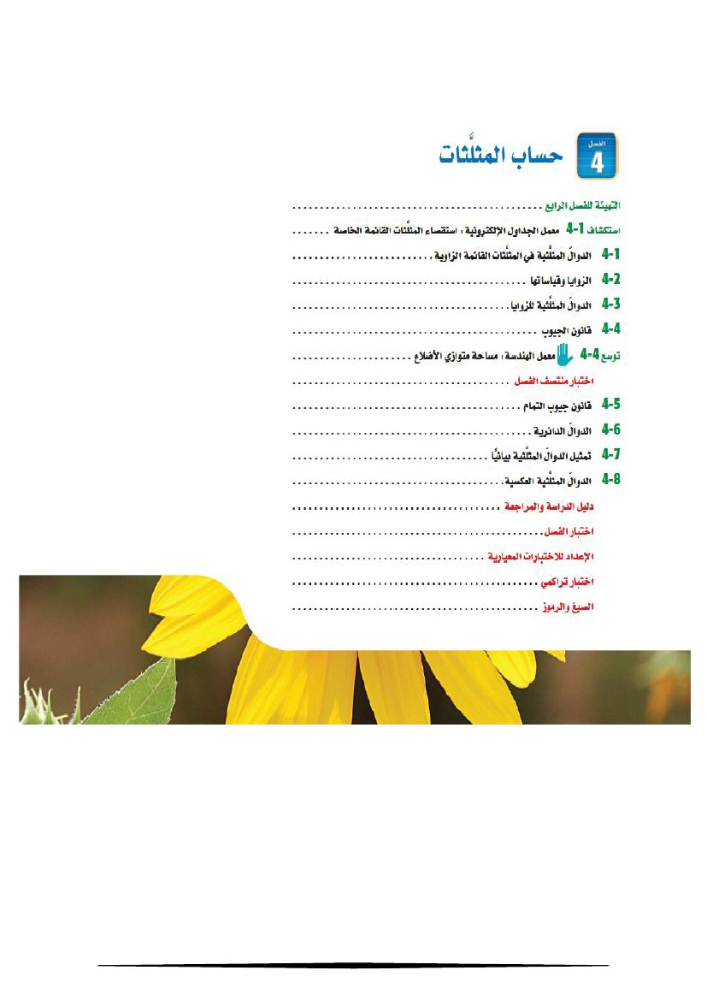 الفصل
4
حساب المثلَّثات
التهيئة للفصل الرابع ..............................................
استكشاف 4-1 معمل الجداول الإلكترونية : استقصاء المثلَّثات القائمة الخاصة .......
4-1 الدوالّ المثلَّثية في المثلَّثات القائمة الزاوية ..........................
4-2 الزوايا وقياساتها ...........................................
4-3 الدوالّ المثلَّثية للزوايا ........................................
4-4 قانون الجيوب .............................................
توسع 4-4 معمل الهندسة : مساحة متوازي الأضلاع ......................
اختبار منتصف الفصل ........................................
4-5 قانون جيوب التمام ..........................................
4-6 الدوالّ الدائرية ............................................
4-7 تمثيل الدوالّ المثلَّثية بيانيًّا ....................................
4-8 الدوالّ المثلَّثية العكسية .......................................
دليل الدراسة والمراجعة ......................................
اختبار الفصل ..............................................
الإعداد للاختبارات المعيارية ....................................
اختبار تراكمي .............................................
الصيغ والرموز .............................................